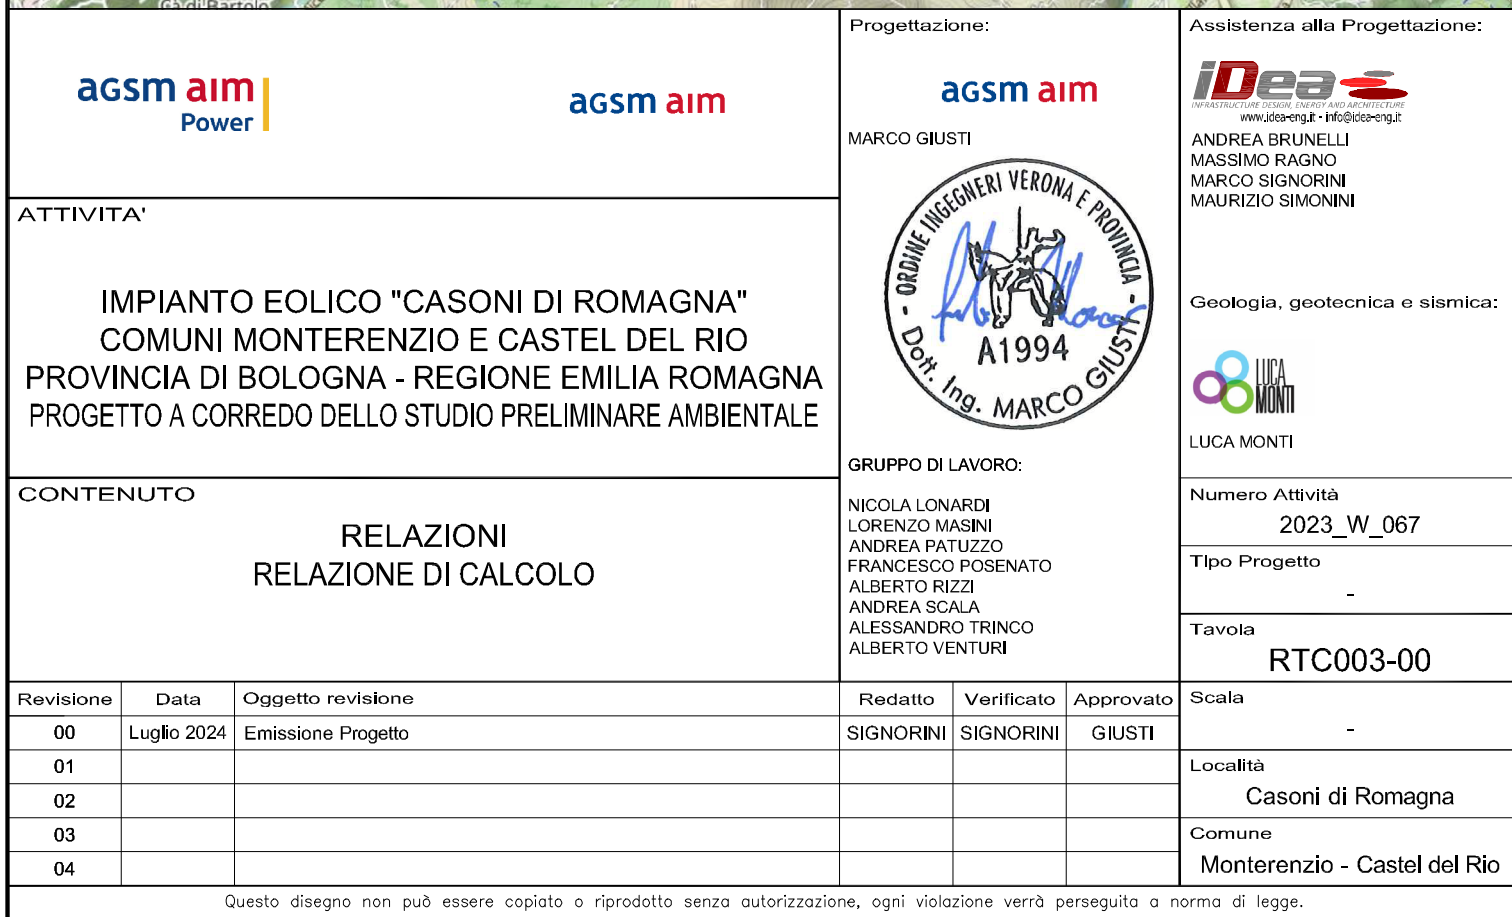 Cà di Bartolo
agsm aim
Power
agsm aim
ATTIVITA'
IMPIANTO EOLICO "CASONI DI ROMAGNA"
COMUNI MONTERENZIO E CASTEL DEL RIO
PROVINCIA DI BOLOGNA - REGIONE EMILIA ROMAGNA
PROGETTO A CORREDO DELLO STUDIO PRELIMINARE AMBIENTALE
CONTENUTO
RELAZIONI
RELAZIONE DI CALCOLO
Progettazione:
agsm aim
MARCO GIUSTI
ORDINE INGEGNERI VERONA E PROVINCIA
A1994
Dott. Ing. MARCO GIUSTI
GRUPPO DI LAVORO:
NICOLA LONARDI
LORENZO MASINI
ANDREA PATUZZO
FRANCESCO POSENATO
ALBERTO RIZZI
ANDREA SCALA
ALESSANDRO TRINCO
ALBERTO VENTURI
Assistenza alla Progettazione:
iDea
INFRASTRUCTURE DESIGN, ENERGY AND ARCHITECTURE
www.idea-eng.it - info@idea-eng.it
ANDREA BRUNELLI
MASSIMO RAGNO
MARCO SIGNORINI
MAURIZIO SIMONINI
Geologia, geotecnica e sismica:
LUCA
MONTI
LUCA MONTI
Numero Attività
2023_W_067
TIpo Progetto
-
Tavola
RTC003-00
Revisione Data Oggetto revisione Redatto Verificato Approvato
00 Luglio 2024 Emissione Progetto SIGNORINI SIGNORINI GIUSTI
01
02
03
04
Scala
-
Località
Casoni di Romagna
Comune
Monterenzio - Castel del Rio
Questo disegno non può essere copiato o riprodotto senza autorizzazione, ogni violazione verrà perseguita a norma di legge.